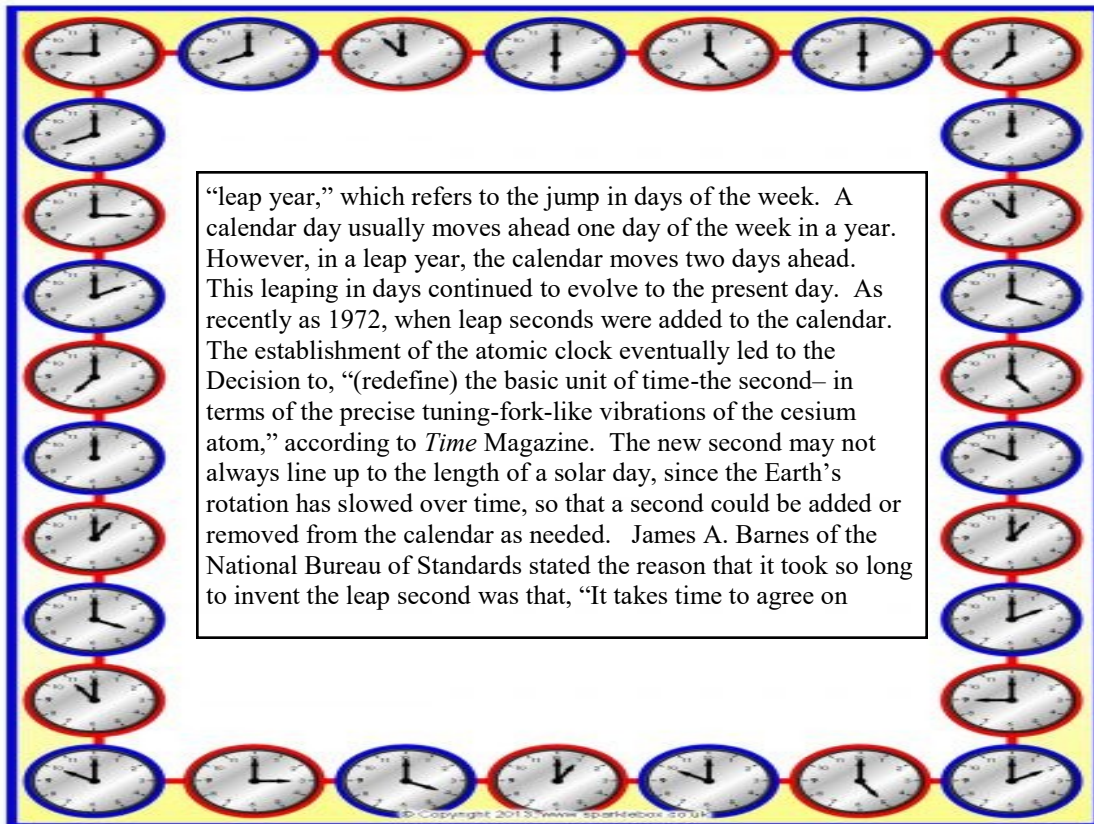 “leap year,” which refers to the jump in days of the week.  A
calendar day usually moves ahead one day of the week in a year.
However, in a leap year, the calendar moves two days ahead.
This leaping in days continued to evolve to the present day.  As
recently as 1972, when leap seconds were added to the calendar.
The establishment of the atomic clock eventually led to the
Decision to, “(redefine) the basic unit of time-the second– in
terms of the precise tuning-fork-like vibrations of the cesium
atom,” according to Time Magazine.  The new second may not
always line up to the length of a solar day, since the Earth’s
rotation has slowed over time, so that a second could be added or
removed from the calendar as needed.   James A. Barnes of the
National Bureau of Standards stated the reason that it took so long
to invent the leap second was that, “It takes time to agree on
© Copyright 2013, www.sparklebox.co.uk